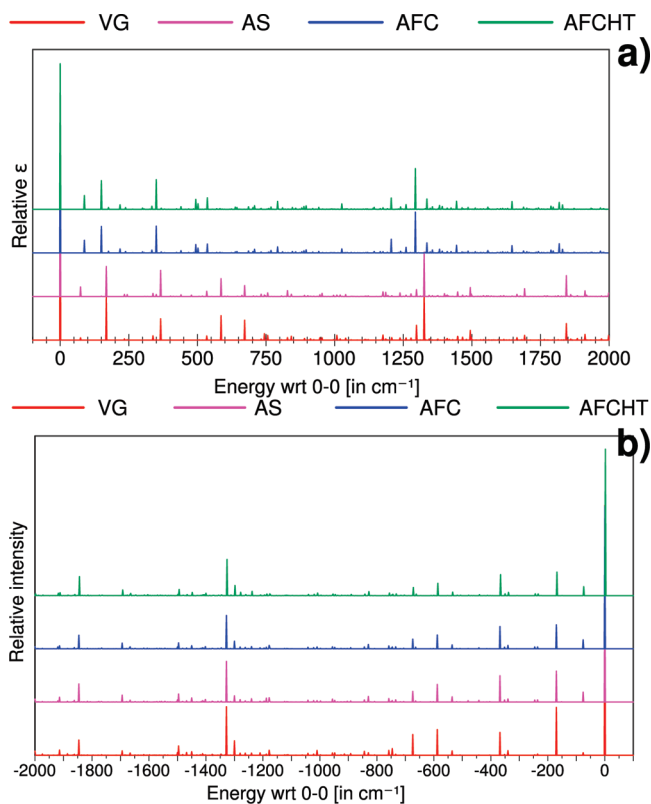 VG AS AFC AFCHT
a)
Relative ε
0 250 500 750 1000 1250 1500 1750 2000
Energy wrt 0-0 [in cm⁻¹]
VG AS AFC AFCHT
b)
Relative intensity
-2000 -1800 -1600 -1400 -1200 -1000 -800 -600 -400 -200 0
Energy wrt 0-0 [in cm⁻¹]